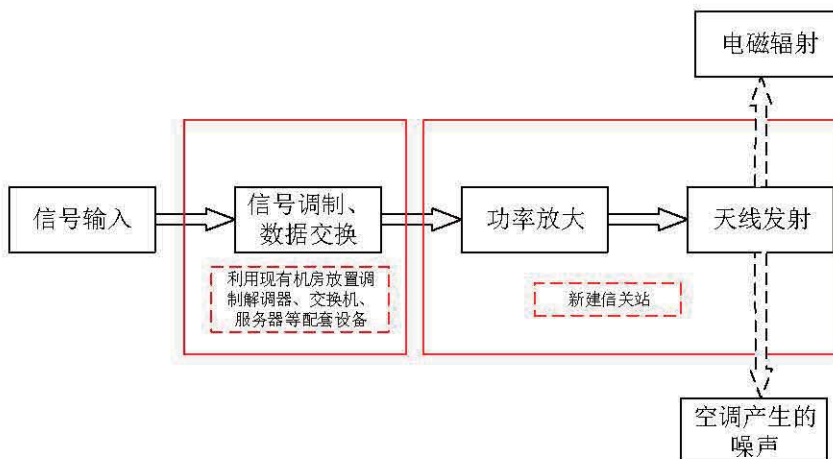 电磁辐射
信号输入
信号调制、
数据交换
功率放大
天线发射
利用现有机房放置调
制解调器、交换机、
服务器等配套设备
新建信关站
空调产生的
噪声